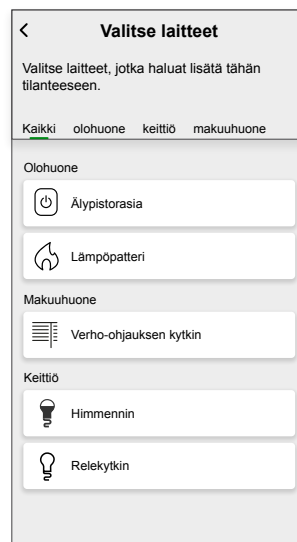 Valitse laitteet
Valitse laitteet, jotka haluat lisätä tähän
tilanteeseen.
Kaikki olohuone keittiö makuuhuone
Olohuone
Älypistorasia
Lämpöpatteri
Makuuhuone
Verho-ohjauksen kytkin
Keittiö
Himmennin
Relekytkin